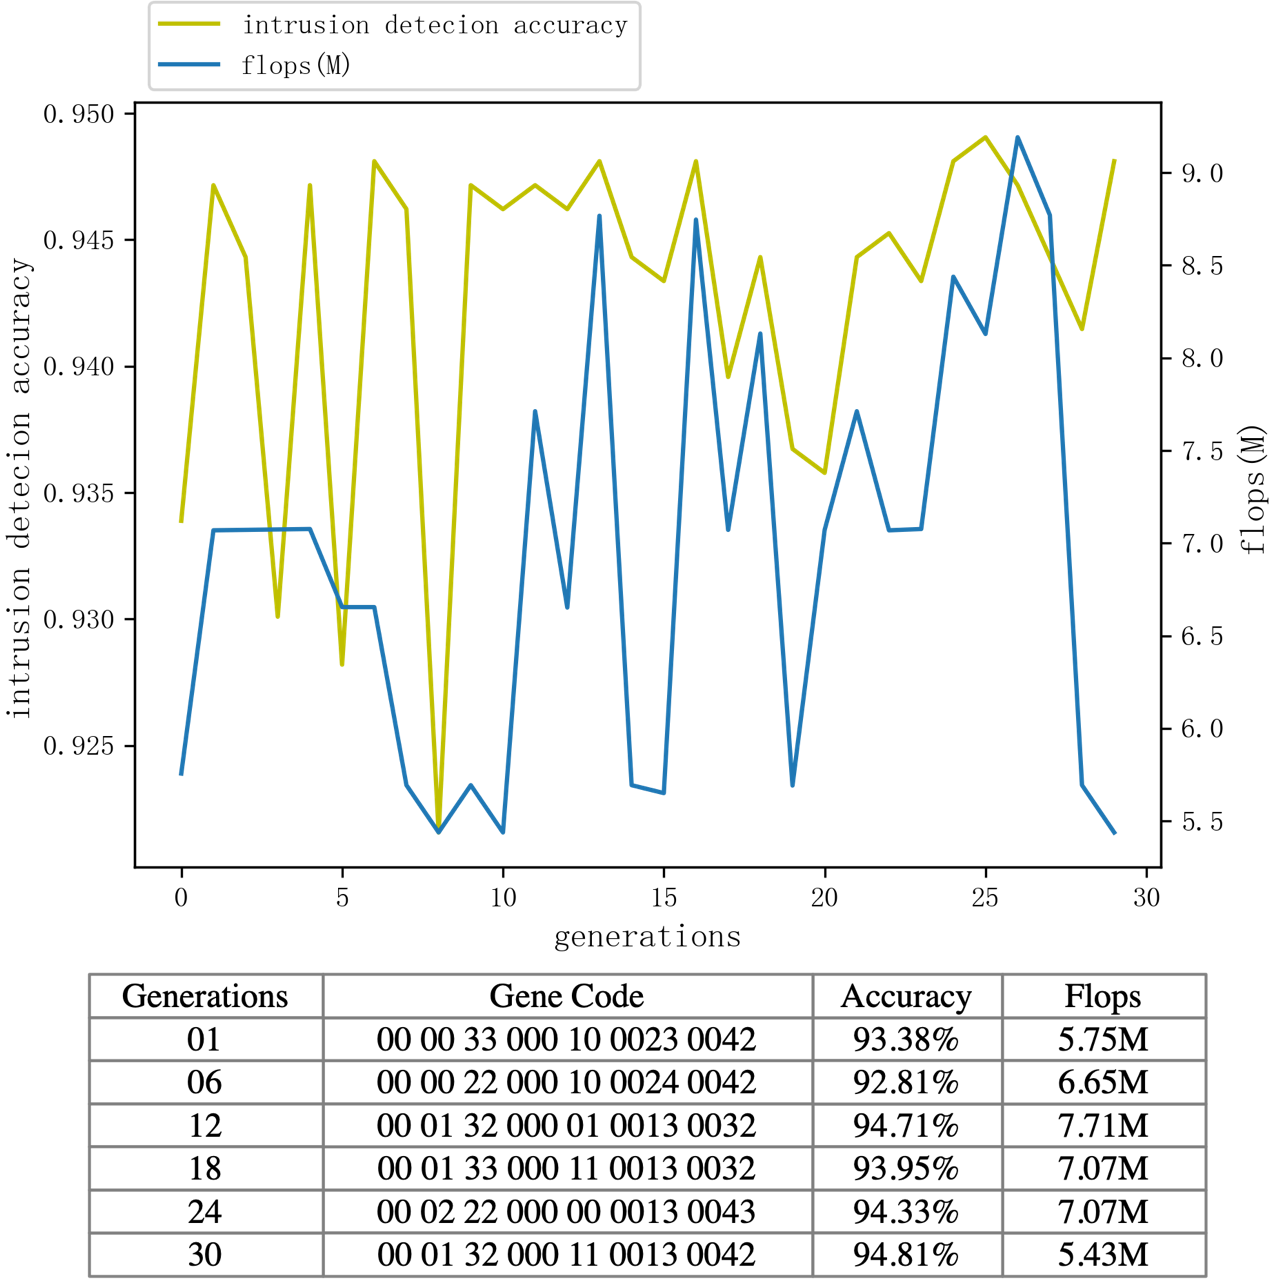 intrusion detecion accuracy
flops(M)
0.950
0.945
0.940
0.935
0.930
0.925
intrusion detecion accuracy
9.0
8.5
8.0
7.5
7.0
6.5
6.0
5.5
flops(M)
0 5 10 15 20 25 30
generations
Generations Gene Code Accuracy Flops
01 00 00 33 000 10 0023 0042 93.38% 5.75M
06 00 00 22 000 10 0024 0042 92.81% 6.65M
12 00 01 32 000 01 0013 0032 94.71% 7.71M
18 00 01 33 000 11 0013 0032 93.95% 7.07M
24 00 02 22 000 00 0013 0043 94.33% 7.07M
30 00 01 32 000 11 0013 0042 94.81% 5.43M